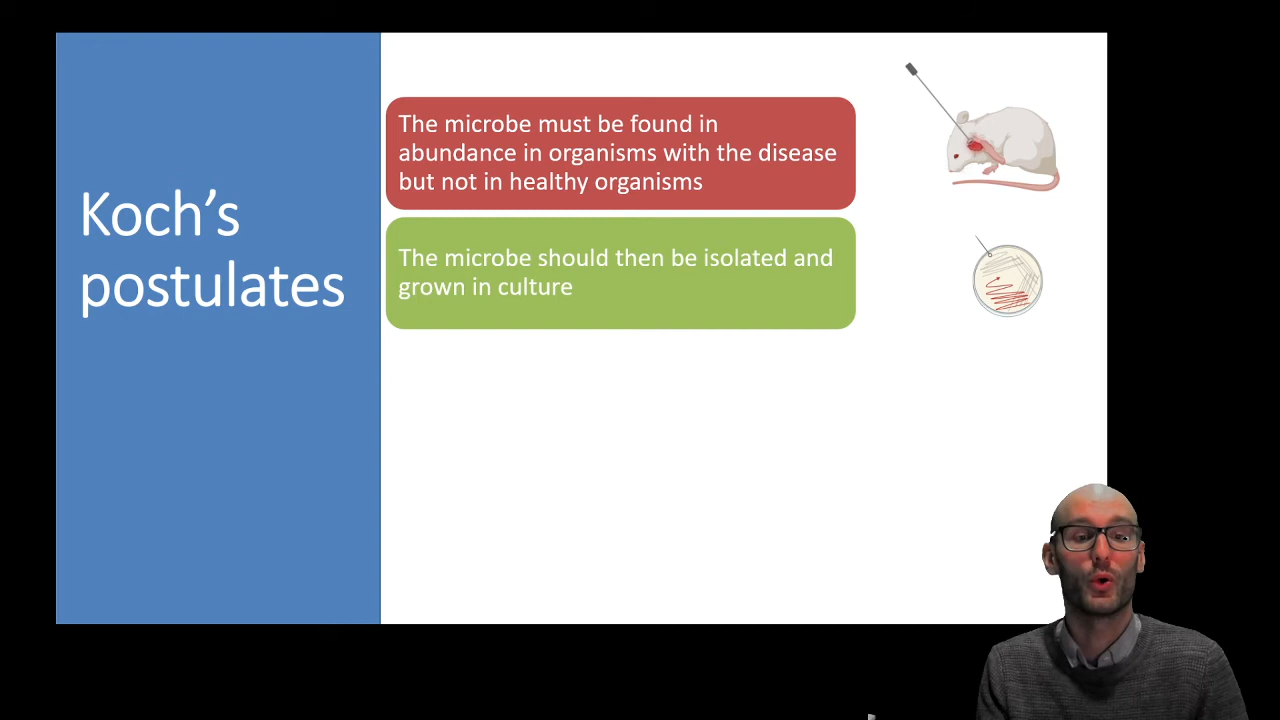 Koch’s
postulates
The microbe must be found in
abundance in organisms with the disease
but not in healthy organisms
The microbe should then be isolated and
grown in culture